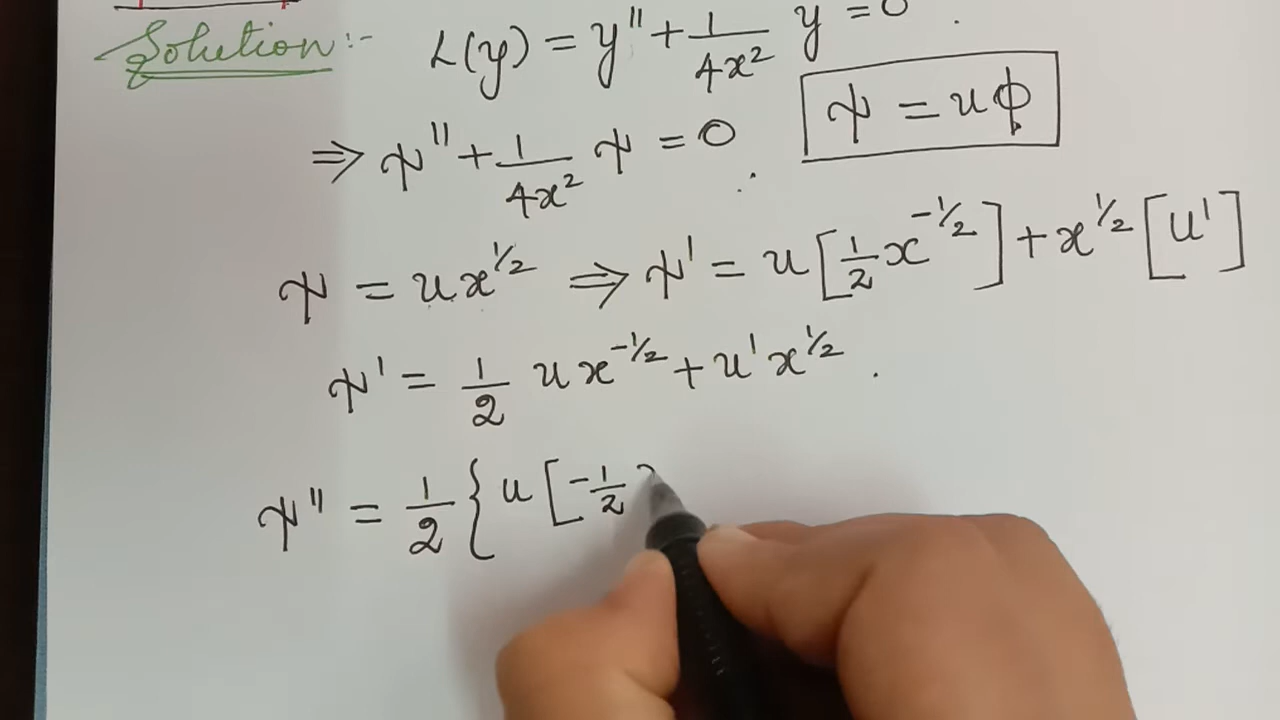 Solution:- L(y) = y'' + 1/4x² y = 0.
⇒ ψ'' + 1/4x² ψ = 0. ψ = uϕ
ψ = ux^1/2 ⇒ ψ' = u[1/2 x^-1/2] + x^1/2 [u']
ψ' = 1/2 ux^-1/2 + u'x^1/2.
ψ'' = 1/2 { u [-1/2